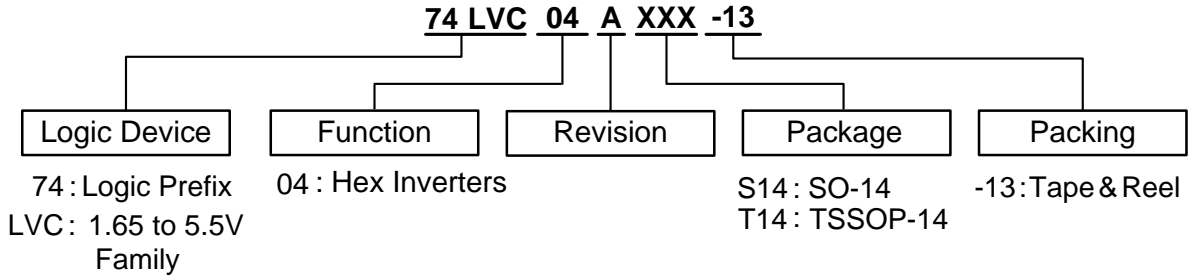 74 LVC 04 A XXX -13
Logic Device Function Revision Package Packing
74 : Logic Prefix
LVC : 1.65 to 5.5V
Family
04 : Hex Inverters
S14 : SO-14
T14 : TSSOP-14
-13 : Tape & Reel